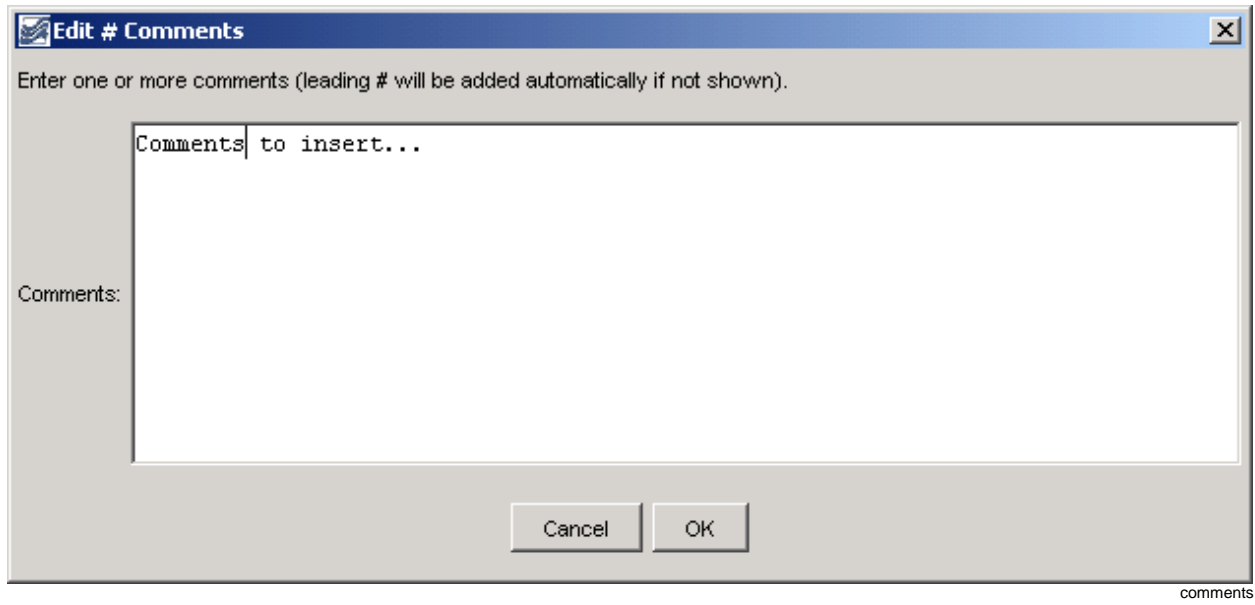 Edit # Comments
Enter one or more comments (leading # will be added automatically if not shown).
Comments to insert...
Comments:
Cancel OK
comments